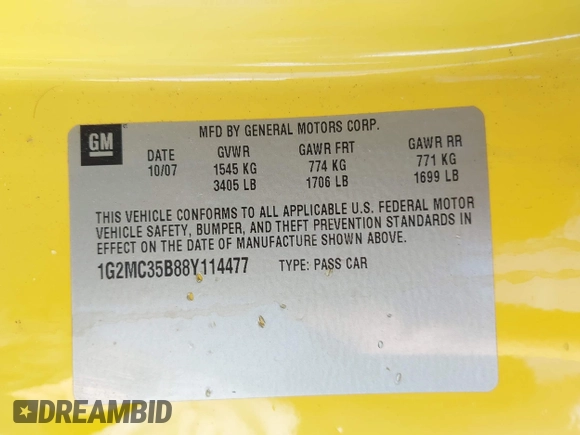 GM
MFD BY GENERAL MOTORS CORP.
DATE GVWR GAWR FRT GAWR RR
10/07 1545 KG 774 KG 771 KG
3405 LB 1706 LB 1699 LB
THIS VEHICLE CONFORMS TO ALL APPLICABLE U.S. FEDERAL MOTOR
VEHICLE SAFETY, BUMPER, AND THEFT PREVENTION STANDARDS IN
EFFECT ON THE DATE OF MANUFACTURE SHOWN ABOVE.
1G2MC35B88Y114477 TYPE: PASS CAR
DREAMBID